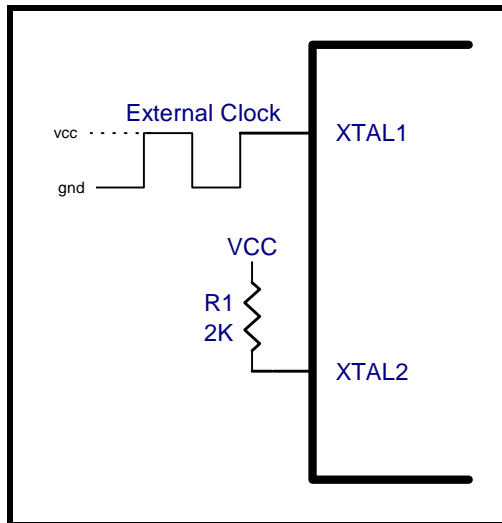 External Clock
vcc
XTAL1
gnd
VCC
R1
2K
XTAL2